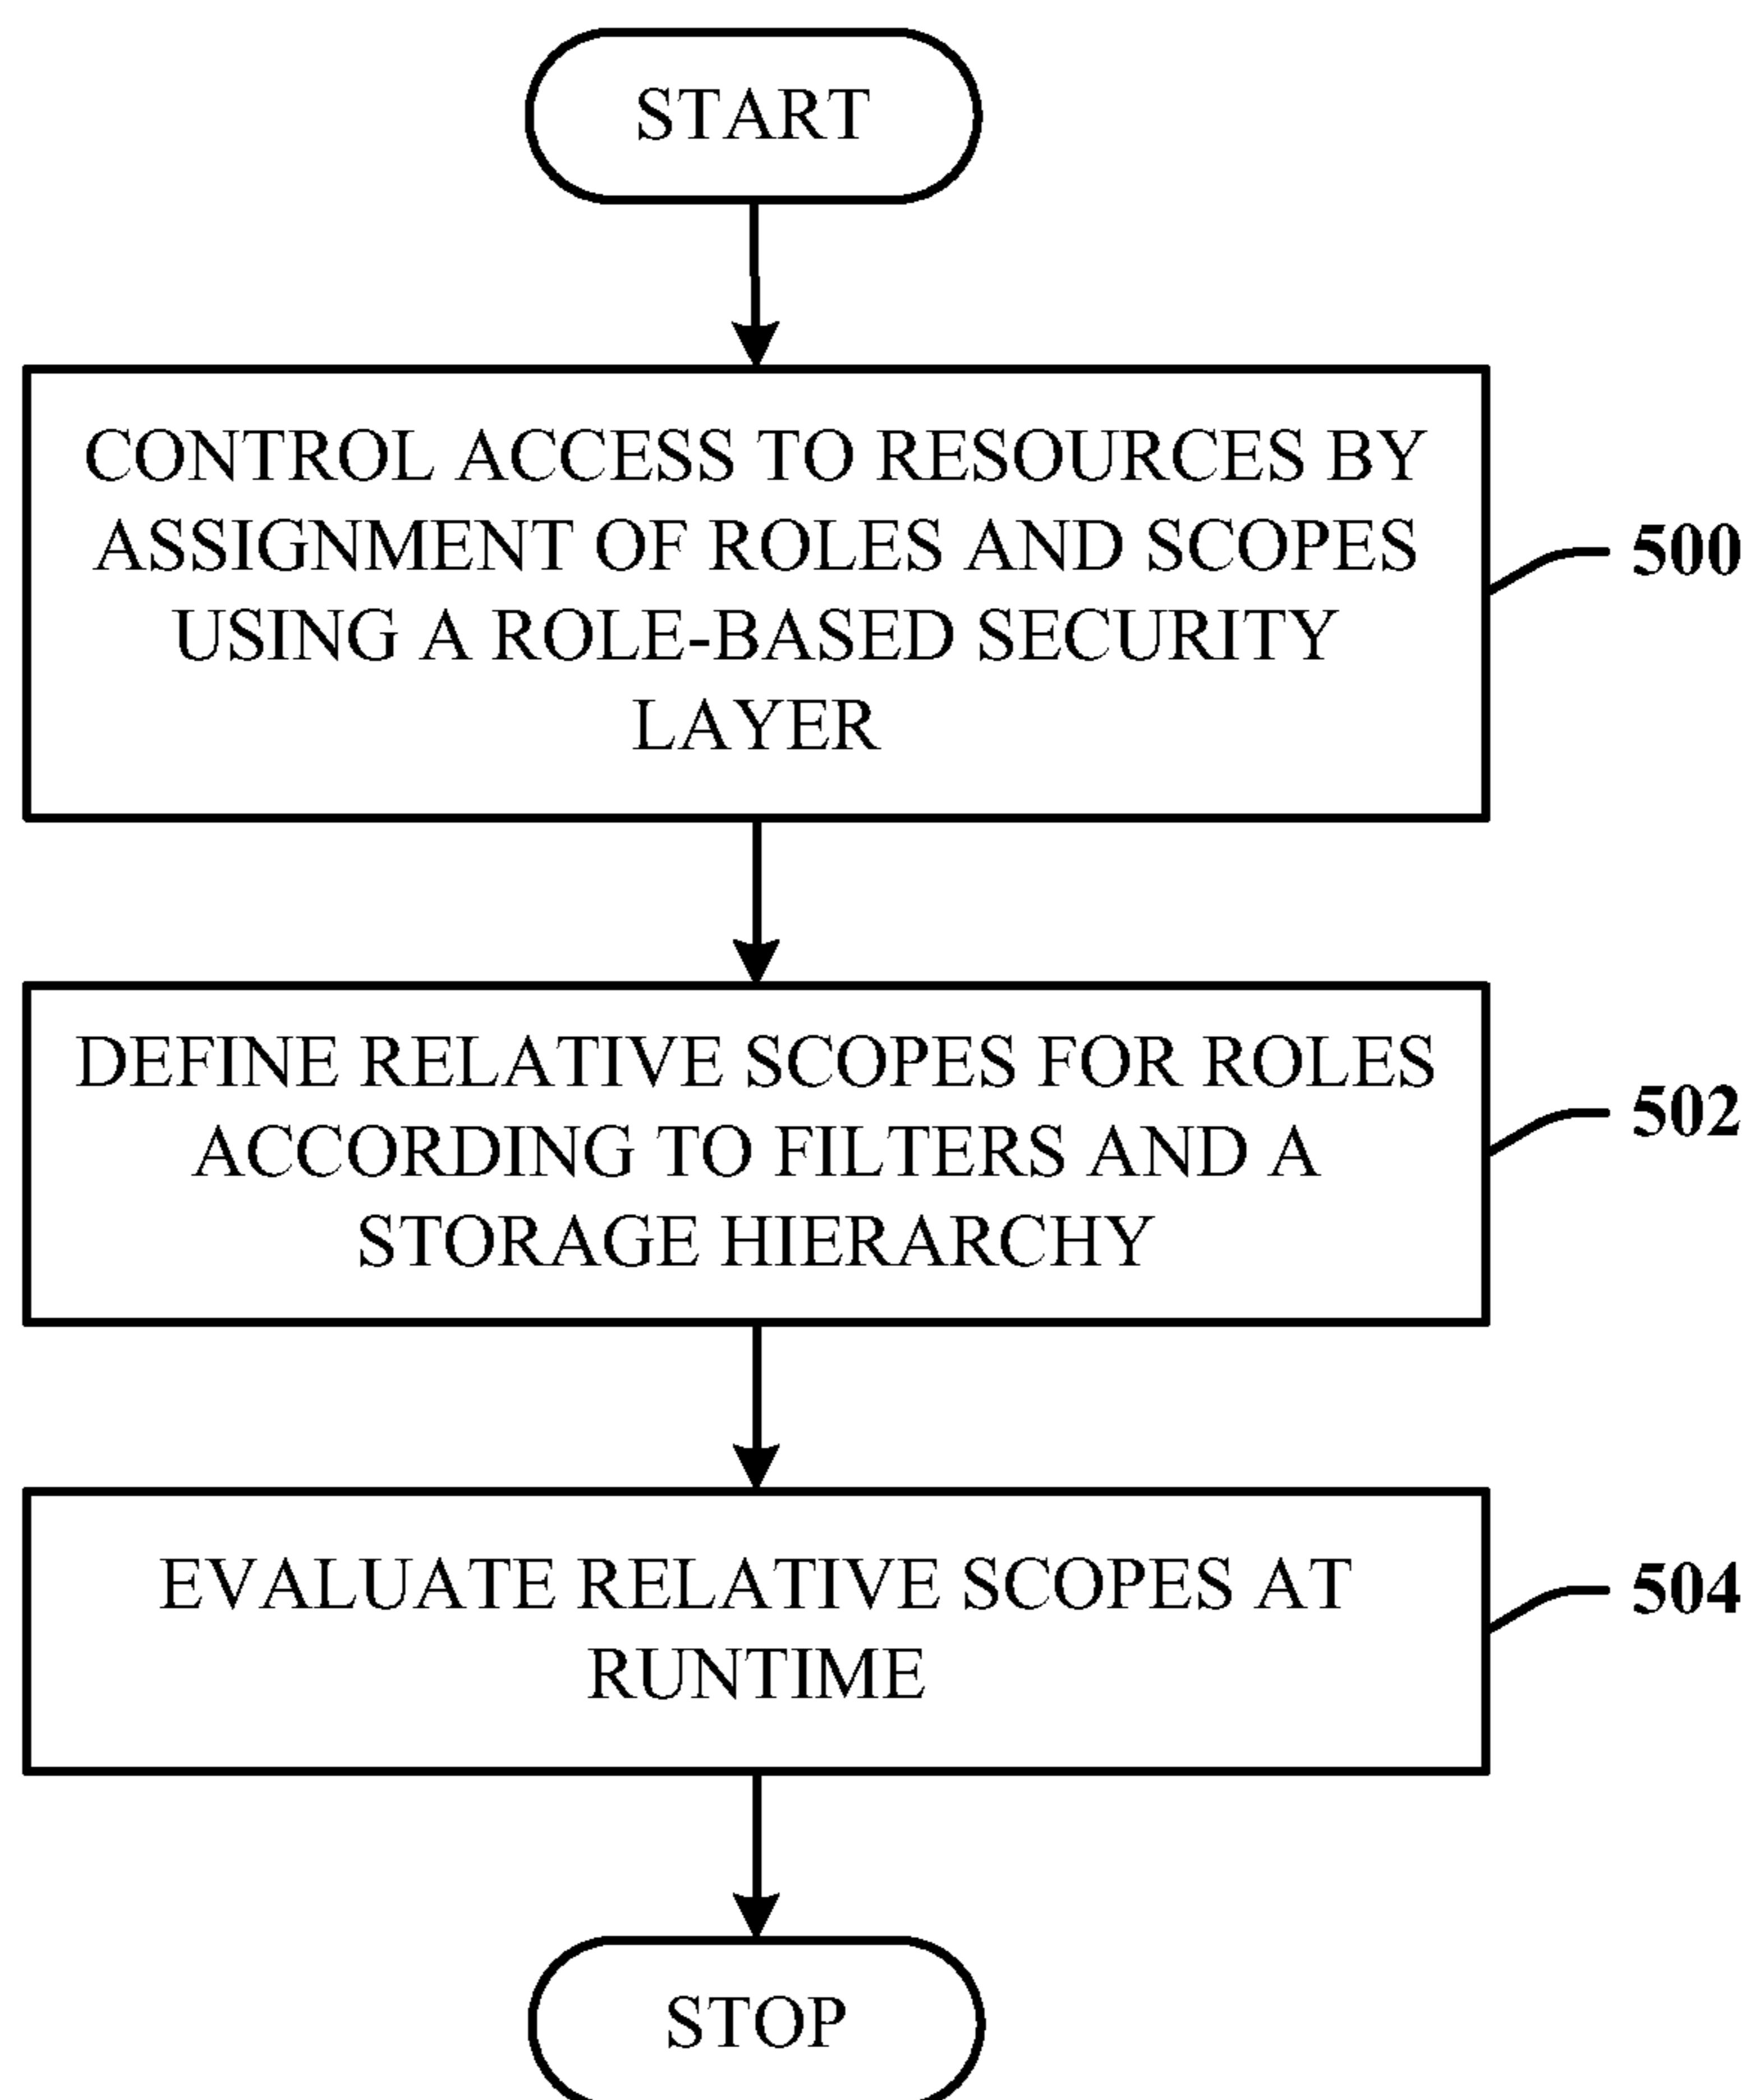 START
CONTROL ACCESS TO RESOURCES BY
ASSIGNMENT OF ROLES AND SCOPES
USING A ROLE-BASED SECURITY
LAYER
500
DEFINE RELATIVE SCOPES FOR ROLES
ACCORDING TO FILTERS AND A
STORAGE HIERARCHY
502
EVALUATE RELATIVE SCOPES AT
RUNTIME
504
STOP